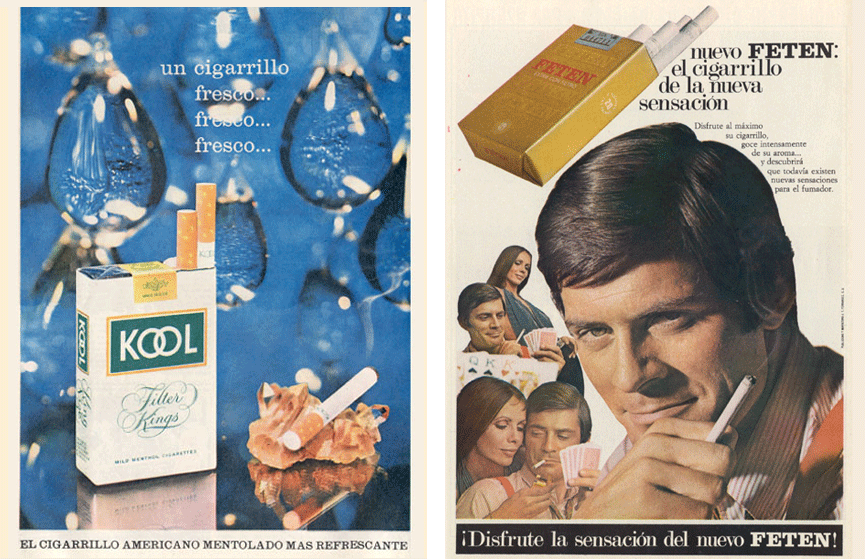 un cigarrillo
fresco...
fresco...
fresco...
KOOL
KOOL
KOOL
Filter
Kings
King
MILD MENTHOL CIGARETTES
EL CIGARRILLO AMERICANO MENTOLADO MAS REFRESCANTE
FETEN
nuevo FETEN:
el cigarrillo
de la nueva
sensación
Disfrute al máximo
su cigarrillo,
goce intensamente
de su aroma...
y descubrirá
que todavía existen
nuevas sensaciones
para el fumador.
Q K K
¡Disfrute la sensación del nuevo FETEN!